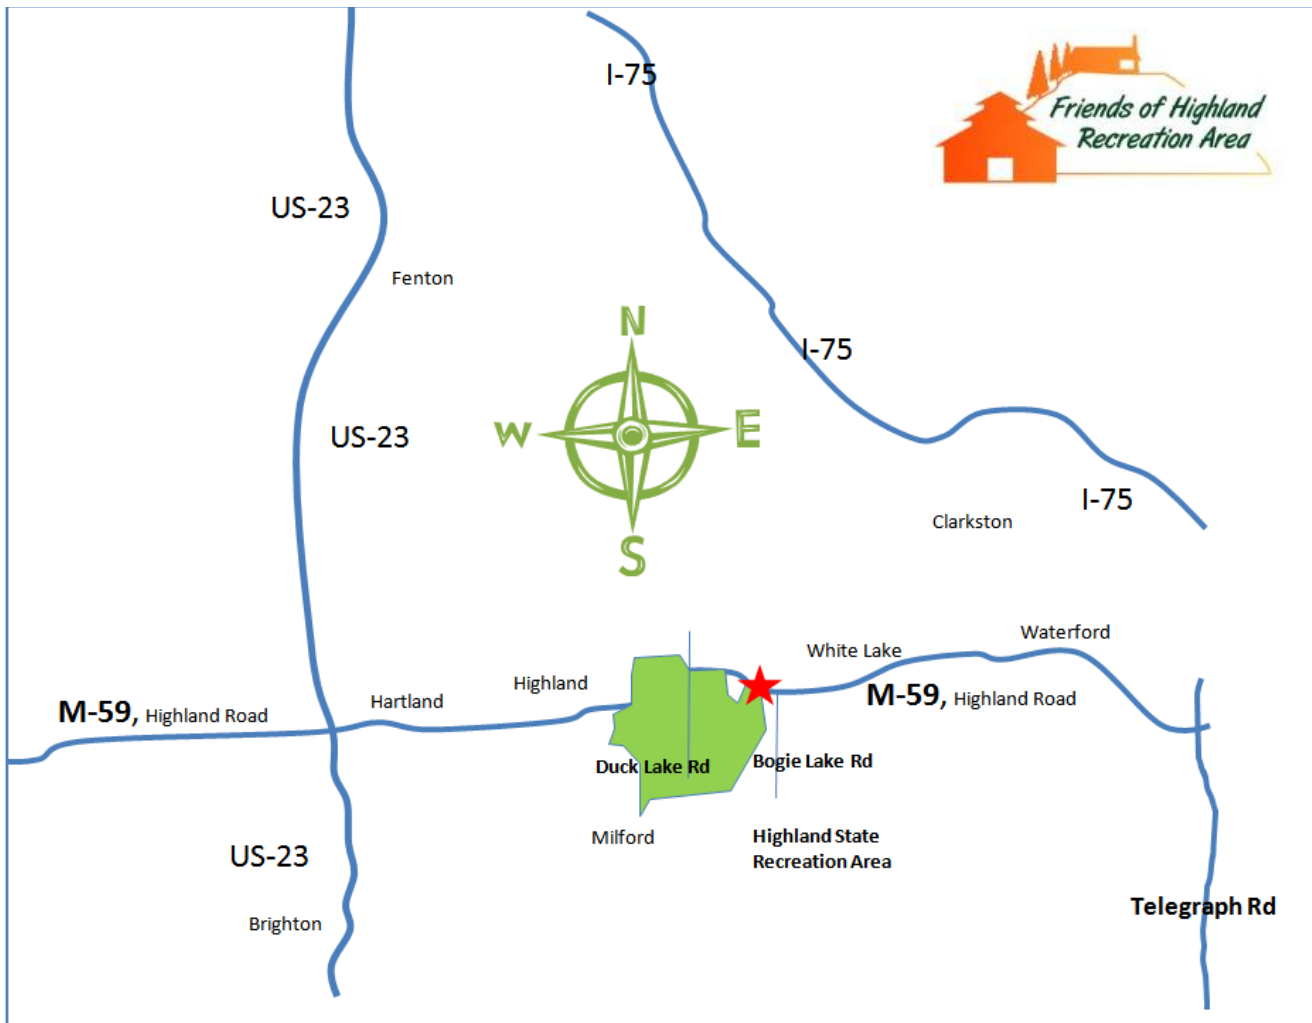 I-75
Friends of Highland
Recreation Area
US-23
Fenton
N
I-75
W
E
US-23
I-75
Clarkston
S
Waterford
White Lake
Highland
M-59, Highland Road
Hartland
M-59, Highland Road
Duck Lake Rd
Bogie Lake Rd
Milford
Highland State
Recreation Area
US-23
Telegraph Rd
Brighton